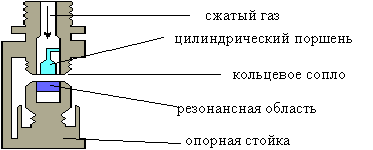 сжатый газ
цилиндрический поршень
кольцевое сопло
резонансная область
опорная стойка